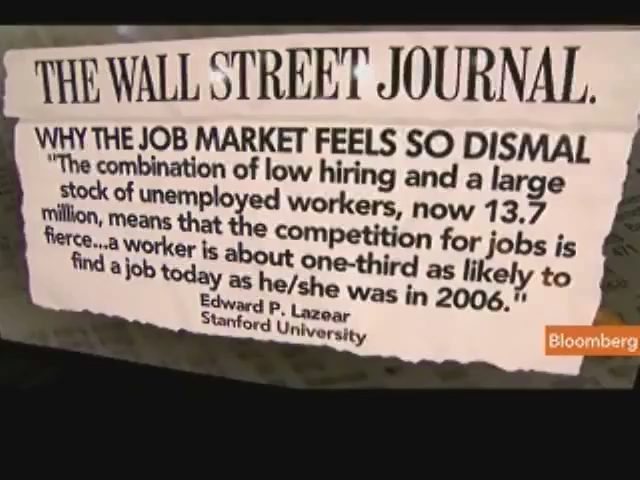 THE WALL STREET JOURNAL.
WHY THE JOB MARKET FEELS SO DISMAL
"The combination of low hiring and a large
stock of unemployed workers, now 13.7
million, means that the competition for jobs is
fierce...a worker is about one-third as likely to
find a job today as he/she was in 2006."
Edward P. Lazear
Stanford University
Bloomberg